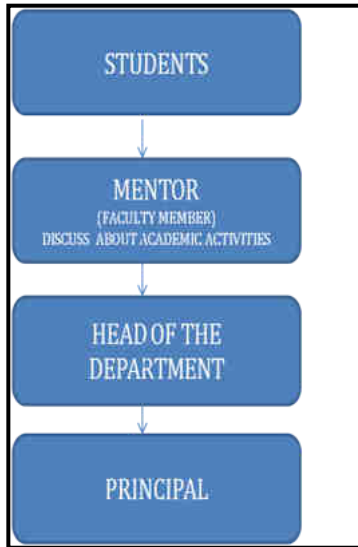 STUDENTS
MENTOR
(FACULTY MEMBER)
DISCUSS ABOUT ACADEMIC ACTIVITIES
HEAD OF THE
DEPARTMENT
PRINCIPAL